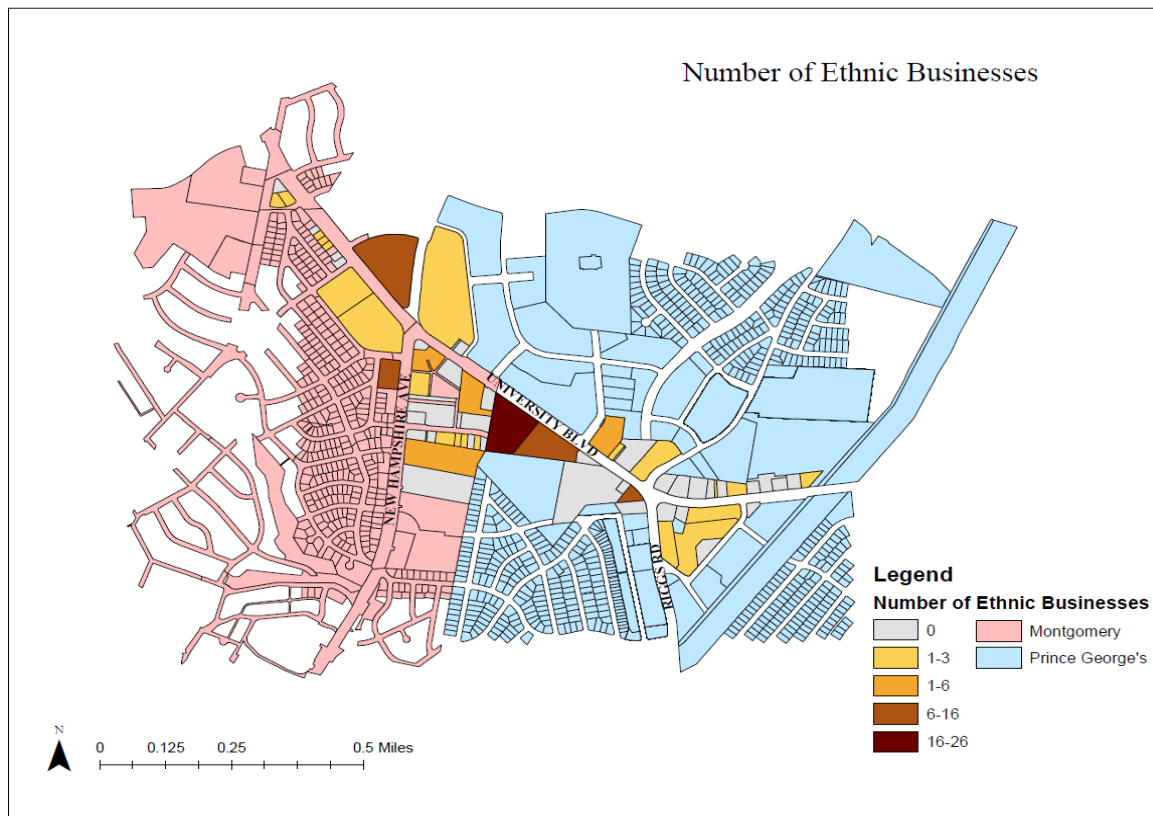 Number of Ethnic Businesses
UNIVERSITY BLVD
NEW HAMPSHIRE AVE
RIGGS RD
Legend
Number of Ethnic Businesses
0 Montgomery
1-3 Prince George's
1-6
6-16
16-26
N
0 0.125 0.25 0.5 Miles